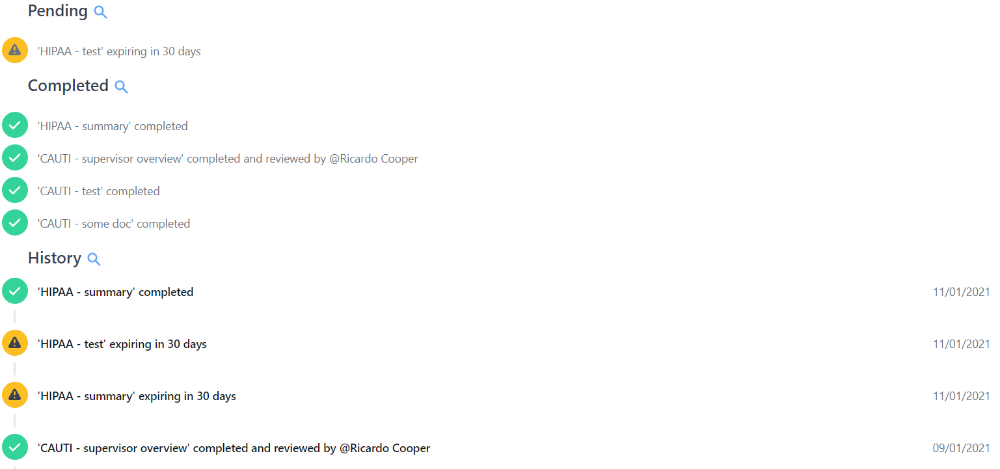 Pending
'HIPAA - test' expiring in 30 days
Completed
'HIPAA - summary' completed
'CAUTI - supervisor overview' completed and reviewed by @Ricardo Cooper
'CAUTI - test' completed
'CAUTI - some doc' completed
History
'HIPAA - summary' completed 11/01/2021
'HIPAA - test' expiring in 30 days 11/01/2021
'HIPAA - summary' expiring in 30 days 11/01/2021
'CAUTI - supervisor overview' completed and reviewed by @Ricardo Cooper 09/01/2021